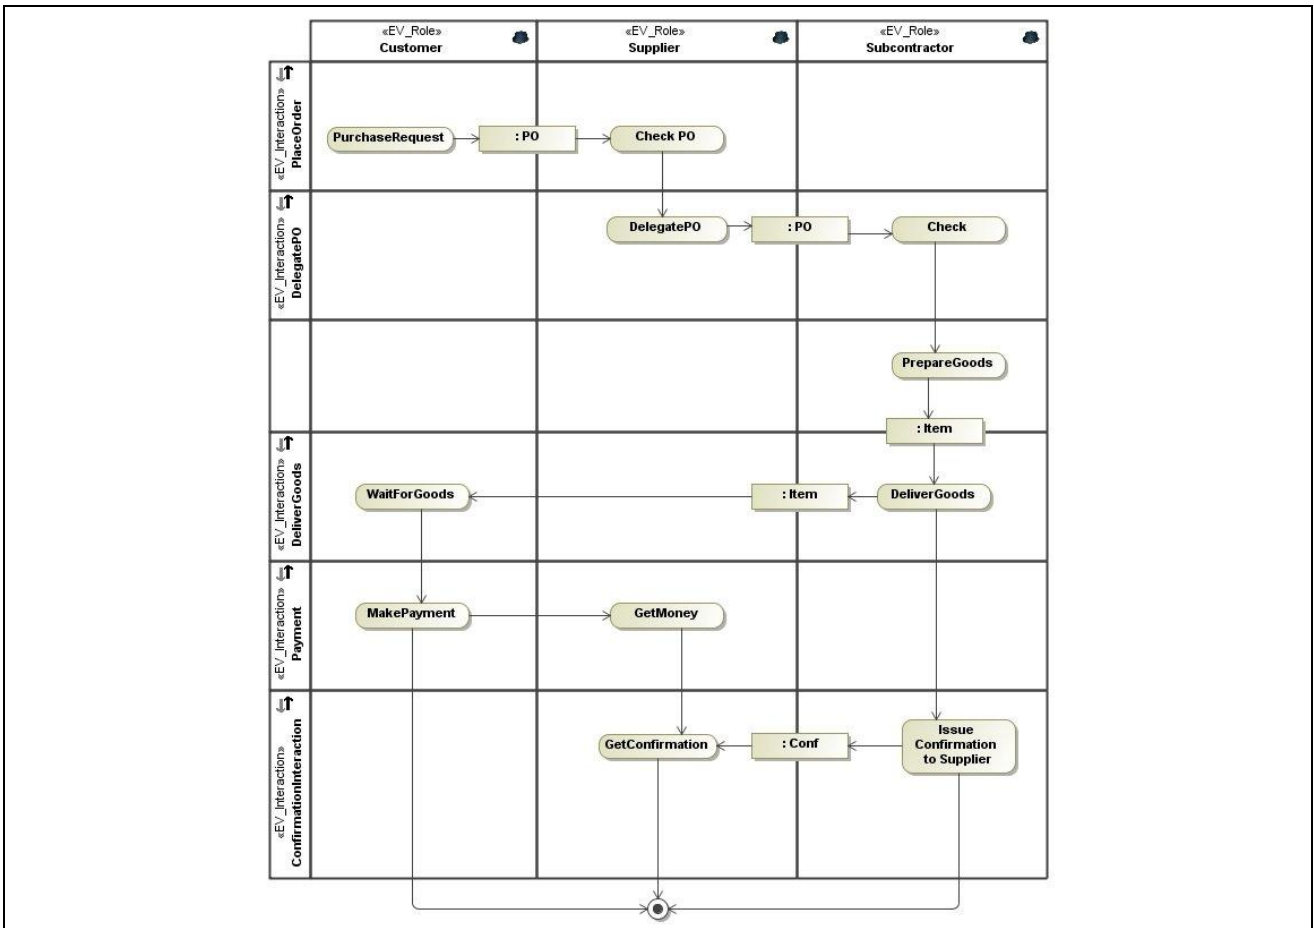 «EV_Role»
Customer
«EV_Role»
Supplier
«EV_Role»
Subcontractor
«EV_Interaction»
PlaceOrder
PurchaseRequest
: PO
Check PO
«EV_Interaction»
DelegatePO
DelegatePO
: PO
Check
PrepareGoods
: Item
«EV_Interaction»
DeliverGoods
WaitForGoods
: Item
DeliverGoods
«EV_Interaction»
Payment
MakePayment
GetMoney
«EV_Interaction»
ConfirmationInteraction
GetConfirmation
: Conf
Issue
Confirmation
to Supplier